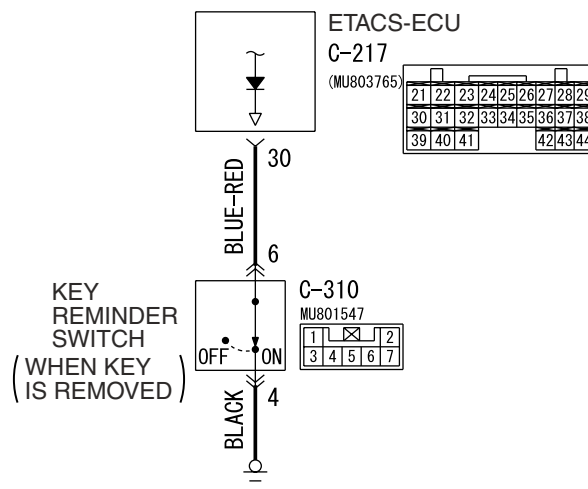 ETACS-ECU
C-217
(MU803765)
21 22 23 24 25 26 27 28 29
30 31 32 33 34 35 36 37 38
39 40 41 42 43 44
30
BLUE-RED
6
KEY
REMINDER
SWITCH
(WHEN KEY
IS REMOVED)
OFF ON
C-310
MU801547
1 2
3 4 5 6 7
4
BLACK